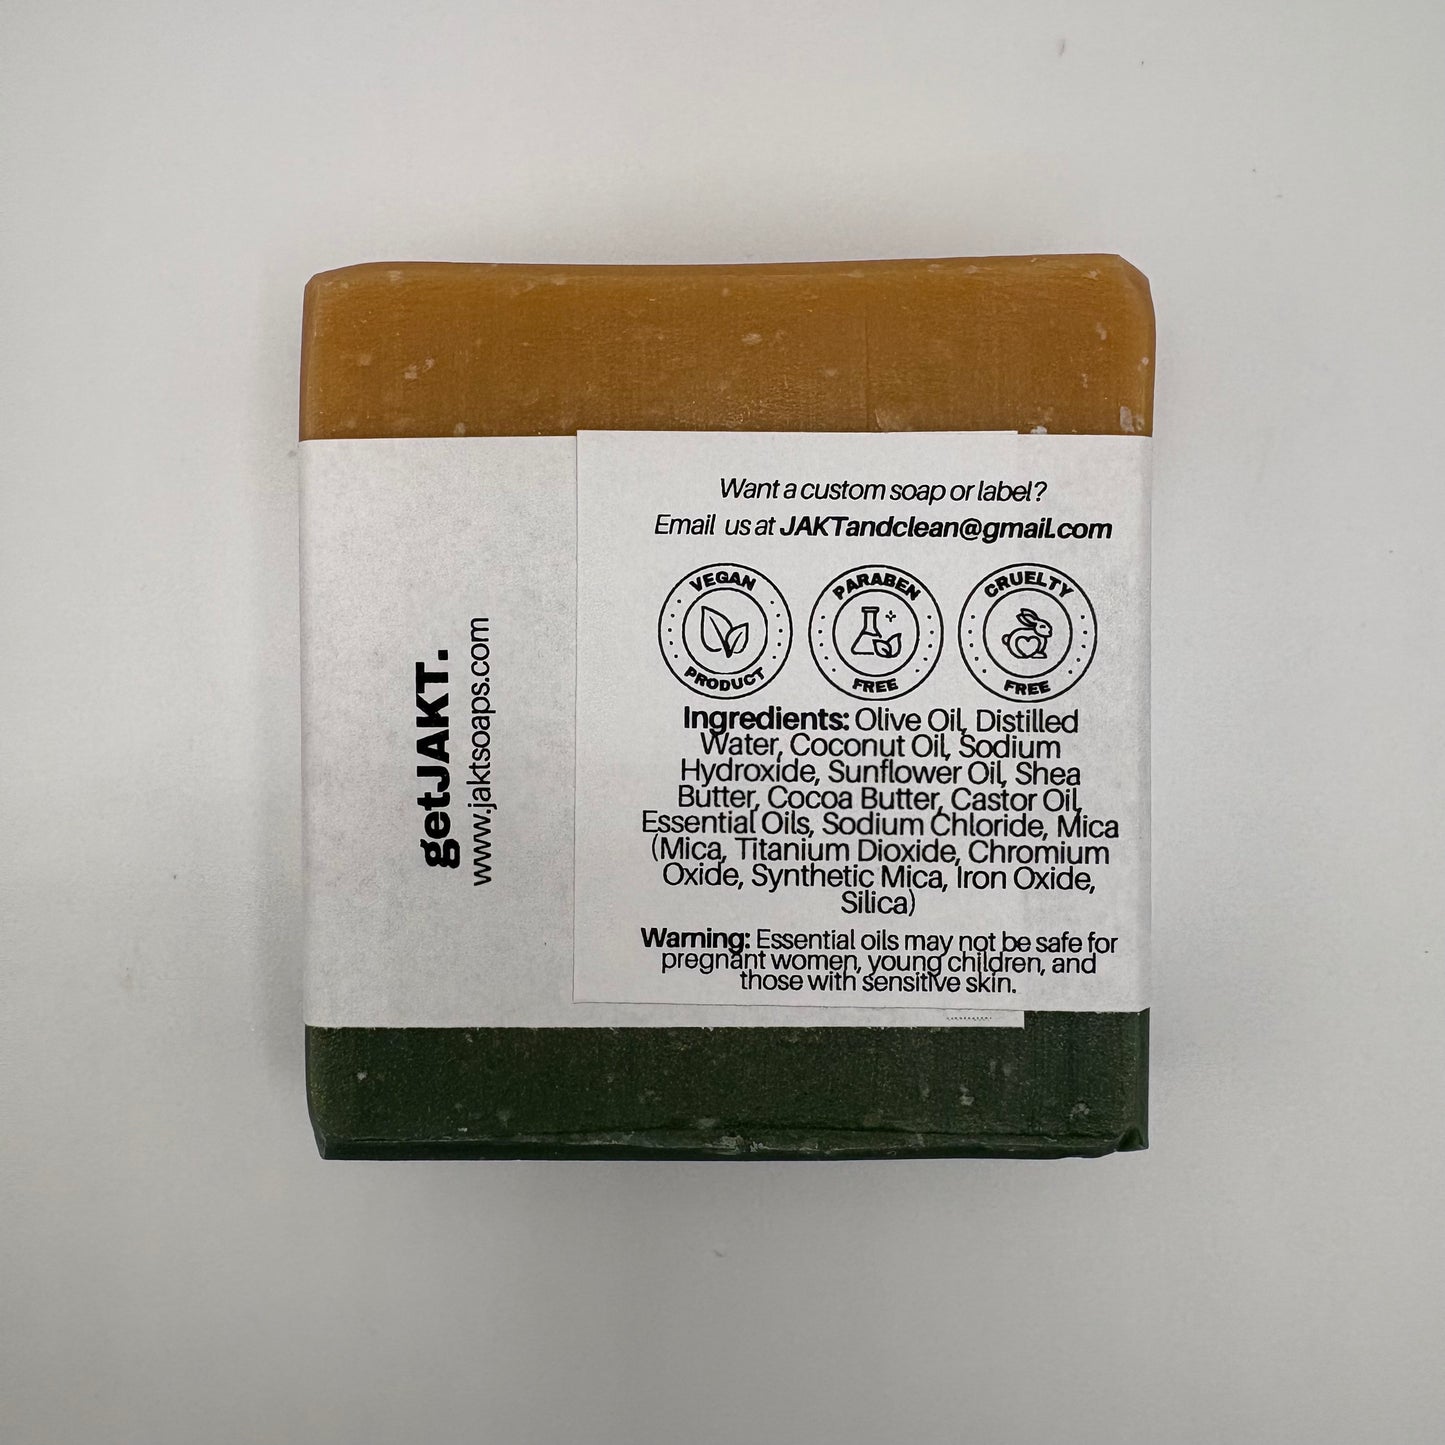 getJAKT.
www.jaktsoaps.com
Want a custom soap or label?
Email us at JAKTandclean@gmail.com
VEGAN
PRODUCT
PARABEN
FREE
CRUELTY
FREE
Ingredients: Olive Oil, Distilled
Water, Coconut Oil, Sodium
Hydroxide, Sunflower Oil, Shea
Butter, Cocoa Butter, Castor Oil,
Essential Oils, Sodium Chloride, Mica
(Mica, Titanium Dioxide, Chromium
Oxide, Synthetic Mica, Iron Oxide,
Silica)
Warning: Essential oils may not be safe for
pregnant women, young children, and
those with sensitive skin.